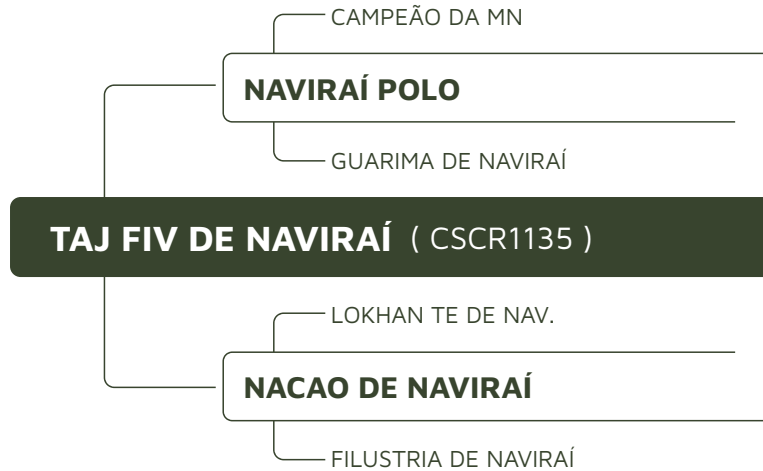 CAMPEÃO DA MN
NAVIRAÍ POLO
GUARIMA DE NAVIRAÍ
TAJ FIV DE NAVIRAÍ ( CSCR1135 )
LOKHAN TE DE NAV.
NACAO DE NAVIRAÍ
FILUSTRIA DE NAVIRAÍ